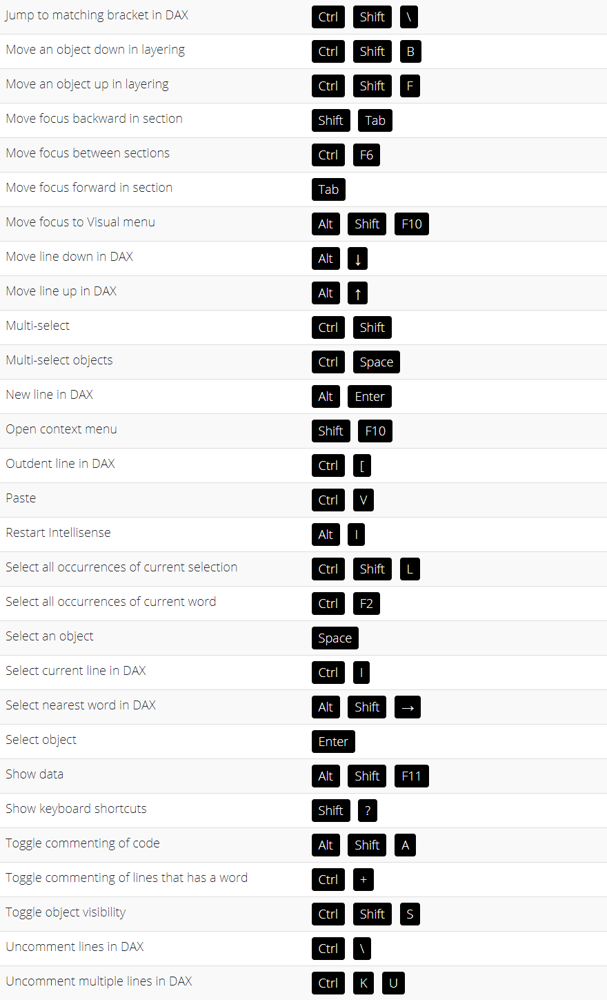 Jump to matching bracket in DAX Ctrl Shift \
Move an object down in layering Ctrl Shift B
Move an object up in layering Ctrl Shift F
Move focus backward in section Shift Tab
Move focus between sections Ctrl F6
Move focus forward in section Tab
Move focus to Visual menu Alt Shift F10
Move line down in DAX Alt ↓
Move line up in DAX Alt ↑
Multi-select Ctrl Shift
Multi-select objects Ctrl Space
New line in DAX Alt Enter
Open context menu Shift F10
Outdent line in DAX Ctrl [
Paste Ctrl V
Restart Intellisense Alt I
Select all occurrences of current selection Ctrl Shift L
Select all occurrences of current word Ctrl F2
Select an object Space
Select current line in DAX Ctrl I
Select nearest word in DAX Alt Shift →
Select object Enter
Show data Alt Shift F11
Show keyboard shortcuts Shift ?
Toggle commenting of code Alt Shift A
Toggle commenting of lines that has a word Ctrl +
Toggle object visibility Ctrl Shift S
Uncomment lines in DAX Ctrl \
Uncomment multiple lines in DAX Ctrl K U